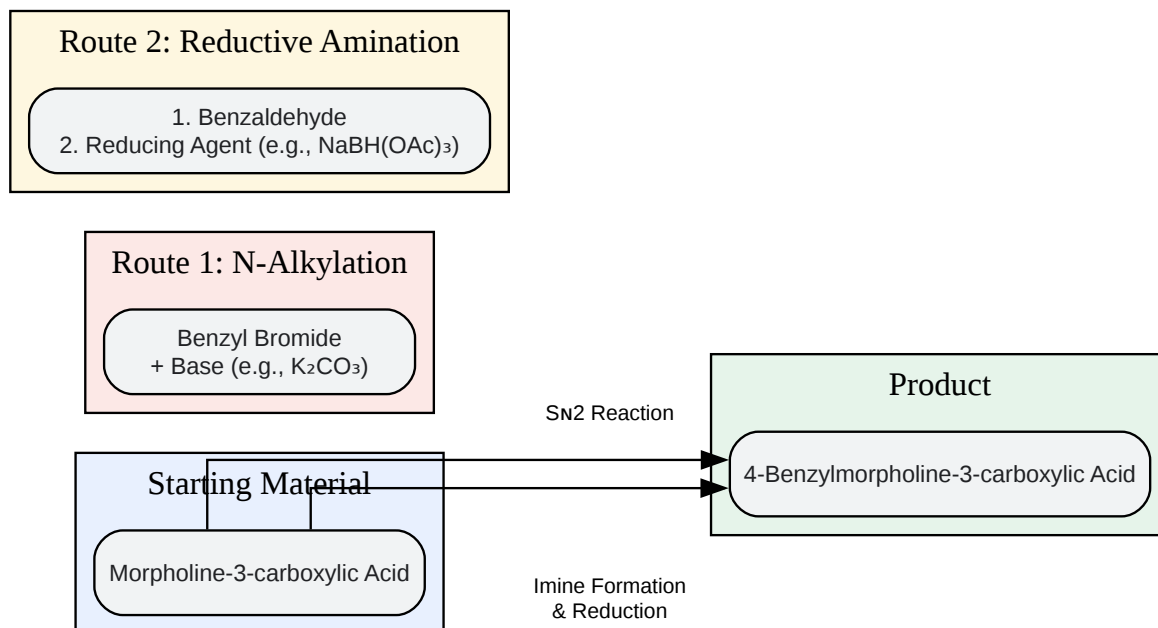 Route 2: Reductive Amination
1. Benzaldehyde
2. Reducing Agent (e.g., NaBH(OAc)₃)
Route 1: N-Alkylation
Benzyl Bromide
+ Base (e.g., K₂CO₃)
Product
4-Benzylmorpholine-3-carboxylic Acid
Sɴ2 Reaction
Starting Material
Morpholine-3-carboxylic Acid
Imine Formation
& Reduction